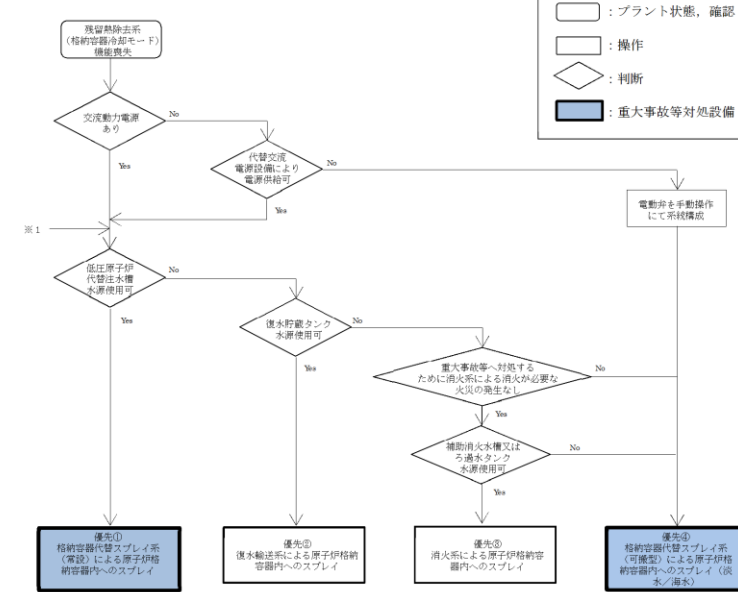 ：プラント状態，確認
：操作
：判断
：重大事故等対処設備
残留熱除去系
（格納容器冷却モード）
機能喪失
交流動力電源
あり
No
Yes
代替交流
電源設備により
電源供給可
No
Yes
電動弁を手動操作
にて系統構成
※1
低圧原子炉
代替注水槽
水源使用可
No
Yes
復水貯蔵タンク
水源使用可
No
Yes
重大事故等へ対処する
ために消火系による消火が必要な
火災の発生なし
No
Yes
補助消火水槽又は
ろ過水タンク
水源使用可
No
Yes
優先①
格納容器代替スプレイ系
（常設）による原子炉格
納容器内へのスプレイ
優先②
復水輸送系による原子炉格納
容器内へのスプレイ
優先③
消火系による原子炉格納容
器内へのスプレイ
優先④
格納容器代替スプレイ系
（可搬型）による原子炉格
納容器内へのスプレイ（淡
水／海水）